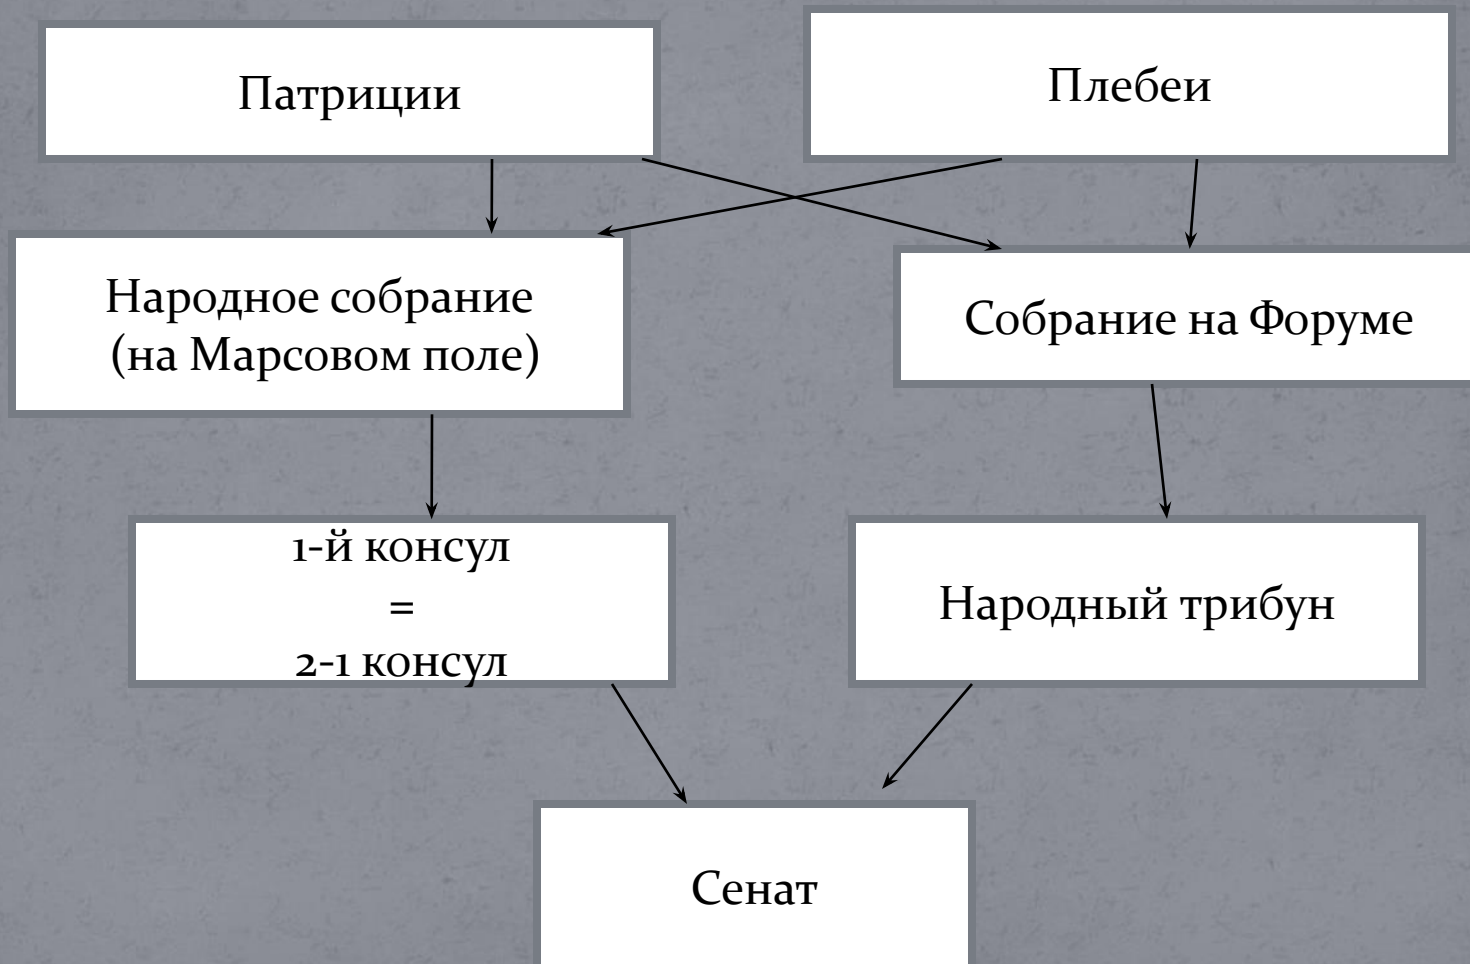 Патриции
Плебеи
Народное собрание
(на Марсовом поле)
Собрание на Форуме
1-й консул
=
2-1 консул
Народный трибун
Сенат